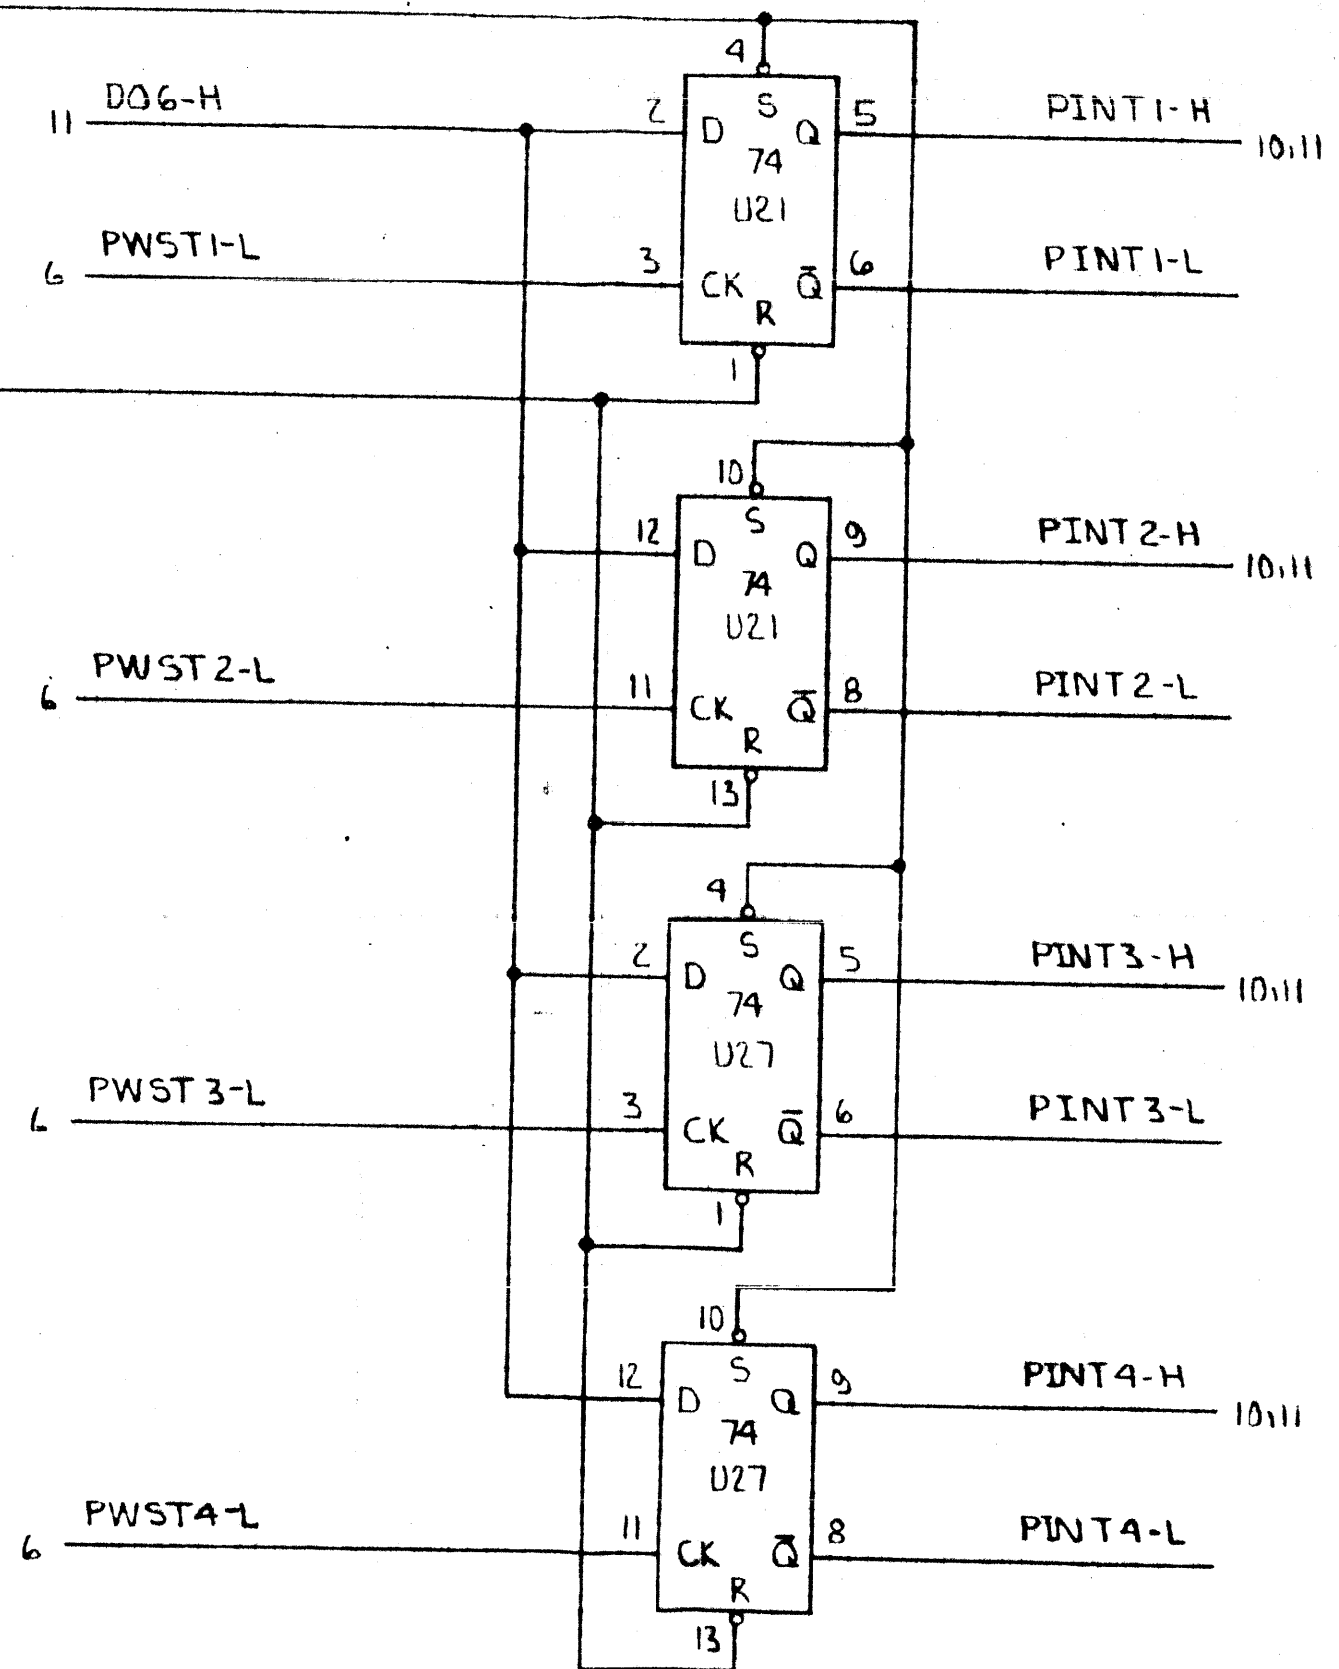 4
DO6-H
11
2
D
S
Q
5
PINT1-H
10,11
74
U21
PWST1-L
6
3
CK
Q̅
6
PINT1-L
R
1
10
S
12
D
Q
9
PINT2-H
10,11
74
U21
PWST2-L
6
11
CK
Q̅
8
PINT2-L
R
13
4
S
2
D
Q
5
PINT3-H
10,11
74
U27
PWST3-L
6
3
CK
Q̅
6
PINT3-L
R
1
10
S
12
D
Q
9
PINT4-H
10,11
74
U27
PWST4-L
6
11
CK
Q̅
8
PINT4-L
R
13